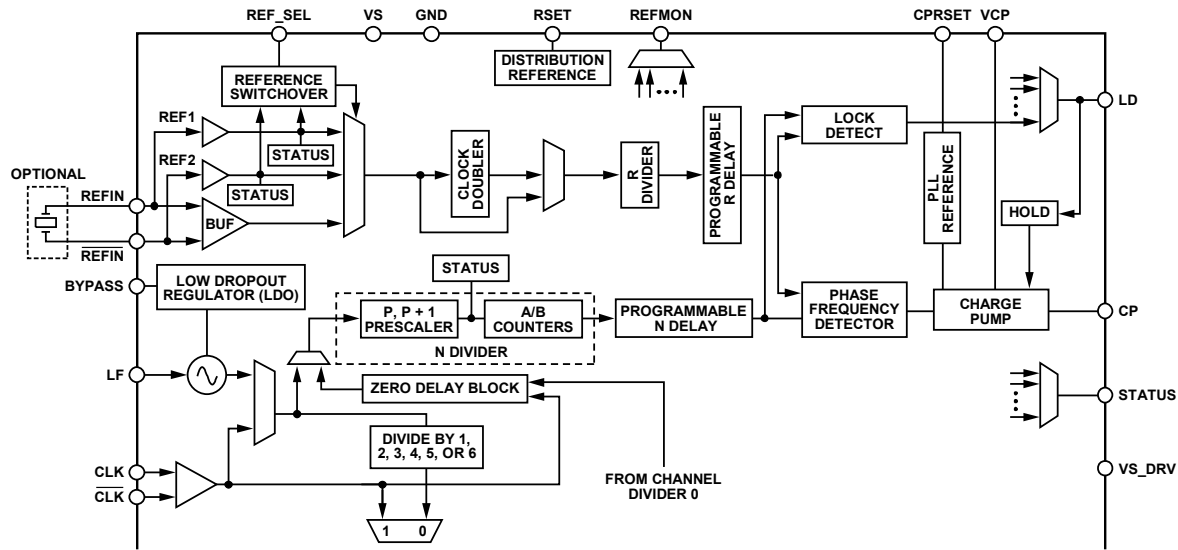 REF_SEL
VS
GND
RSET
REFMON
CPRSET
VCP
DISTRIBUTION
REFERENCE
REFERENCE
SWITCHOVER
REF1
STATUS
REF2
STATUS
OPTIONAL
REFIN
BUF
REFIN
CLOCK
DOUBLER
R
DIVIDER
PROGRAMMABLE
R DELAY
LOCK
DETECT
LD
PLL
REFERENCE
HOLD
BYPASS
LOW DROPOUT
REGULATOR (LDO)
STATUS
P, P + 1
PRESCALER
A/B
COUNTERS
N DIVIDER
PROGRAMMABLE
N DELAY
PHASE
FREQUENCY
DETECTOR
CHARGE
PUMP
CP
LF
ZERO DELAY BLOCK
STATUS
DIVIDE BY 1,
2, 3, 4, 5, OR 6
CLK
CLK
FROM CHANNEL
DIVIDER 0
VS_DRV
1 0